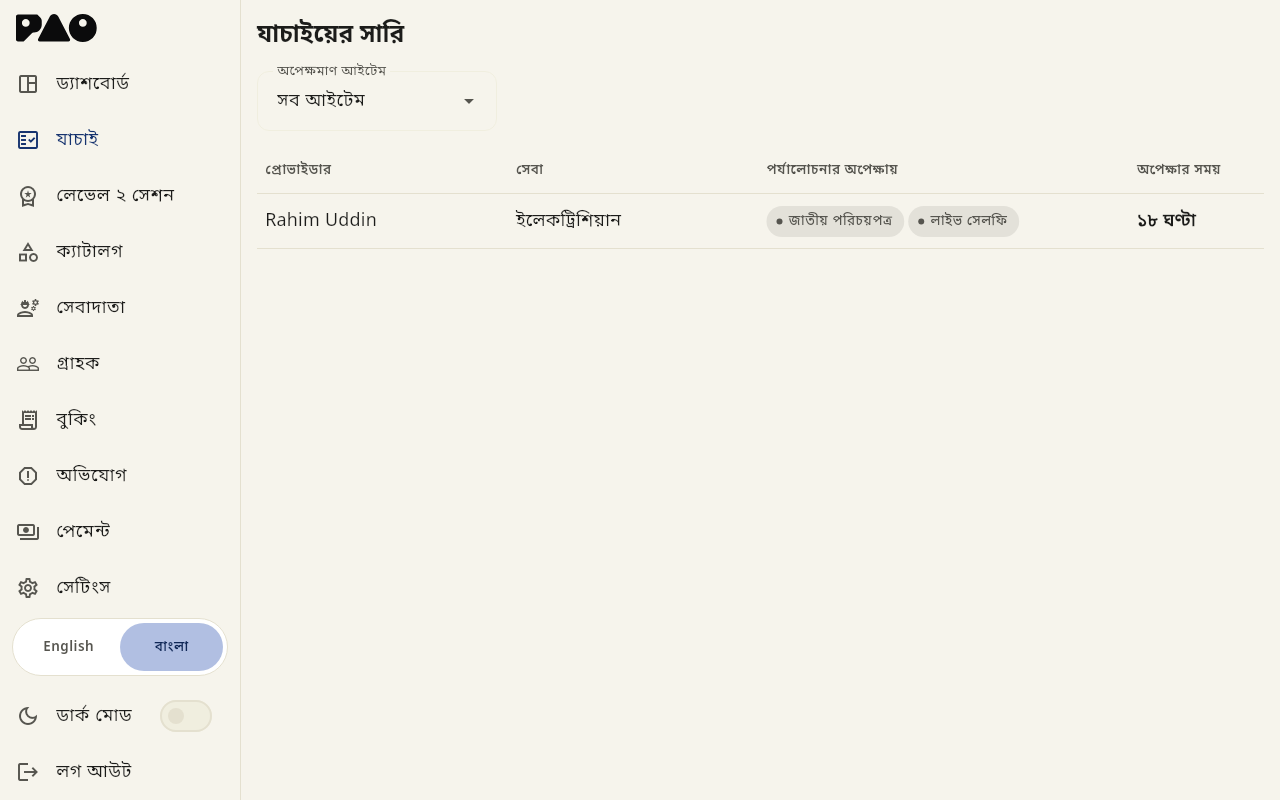 PAO
ড্যাশবোর্ড
যাচাই
লেভেল ২ সেশন
ক্যাটালগ
সেবাদাতা
গ্রাহক
বুকিং
অভিযোগ
পেমেন্ট
সেটিংস
English বাংলা
ডার্ক মোড
লগ আউট
যাচাইয়ের সারি
অপেক্ষমাণ আইটেম
সব আইটেম
প্রোভাইডার সেবা পর্যালোচনার অপেক্ষায় অপেক্ষার সময়
Rahim Uddin ইলেকট্রিশিয়ান জাতীয় পরিচয়পত্র লাইভ সেলফি ১৮ ঘণ্টা